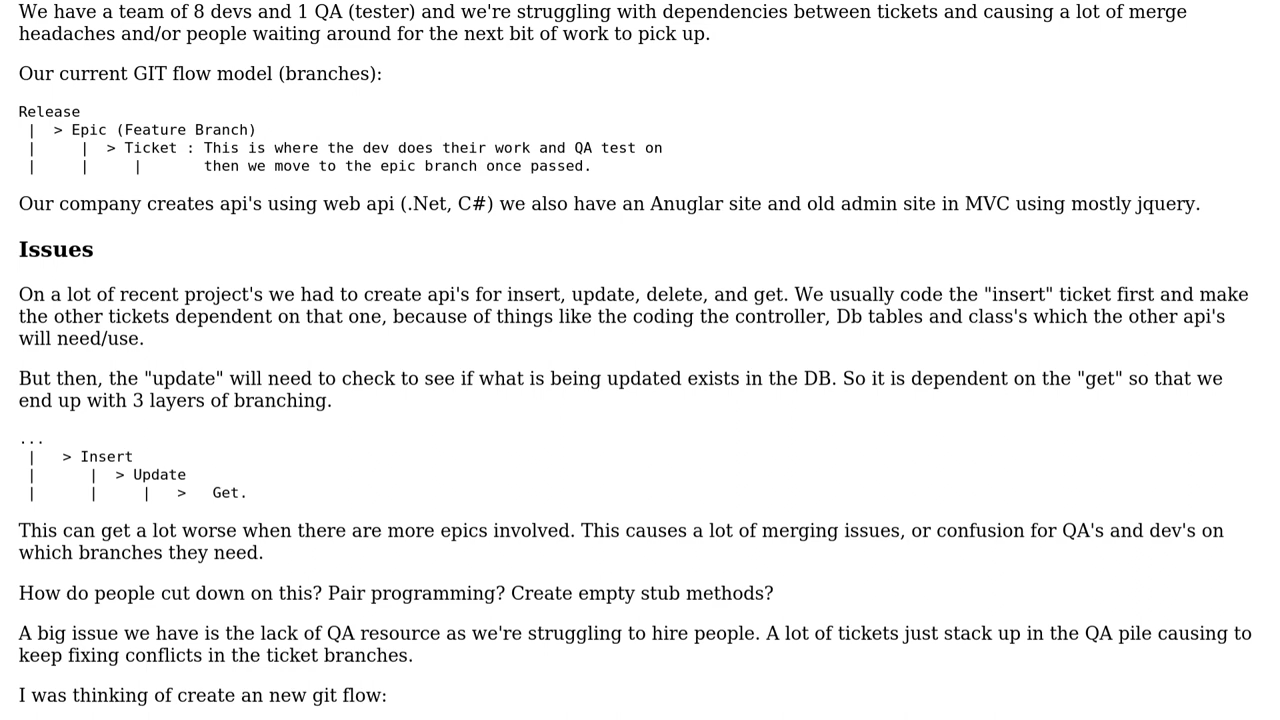 We have a team of 8 devs and 1 QA (tester) and we're struggling with dependencies between tickets and causing a lot of merge
headaches and/or people waiting around for the next bit of work to pick up.
Our current GIT flow model (branches):
Release
 |  > Epic (Feature Branch)
 |     |  > Ticket : This is where the dev does their work and QA test on
 |     |     |       then we move to the epic branch once passed.
Our company creates api's using web api (.Net, C#) we also have an Anuglar site and old admin site in MVC using mostly jquery.
Issues
On a lot of recent project's we had to create api's for insert, update, delete, and get. We usually code the "insert" ticket first and make
the other tickets dependent on that one, because of things like the coding the controller, Db tables and class's which the other api's
will need/use.
But then, the "update" will need to check to see if what is being updated exists in the DB. So it is dependent on the "get" so that we
end up with 3 layers of branching.
...
 |   > Insert
 |      |  > Update
 |      |     |   >   Get.
This can get a lot worse when there are more epics involved. This causes a lot of merging issues, or confusion for QA's and dev's on
which branches they need.
How do people cut down on this? Pair programming? Create empty stub methods?
A big issue we have is the lack of QA resource as we're struggling to hire people. A lot of tickets just stack up in the QA pile causing to
keep fixing conflicts in the ticket branches.
I was thinking of create an new git flow: